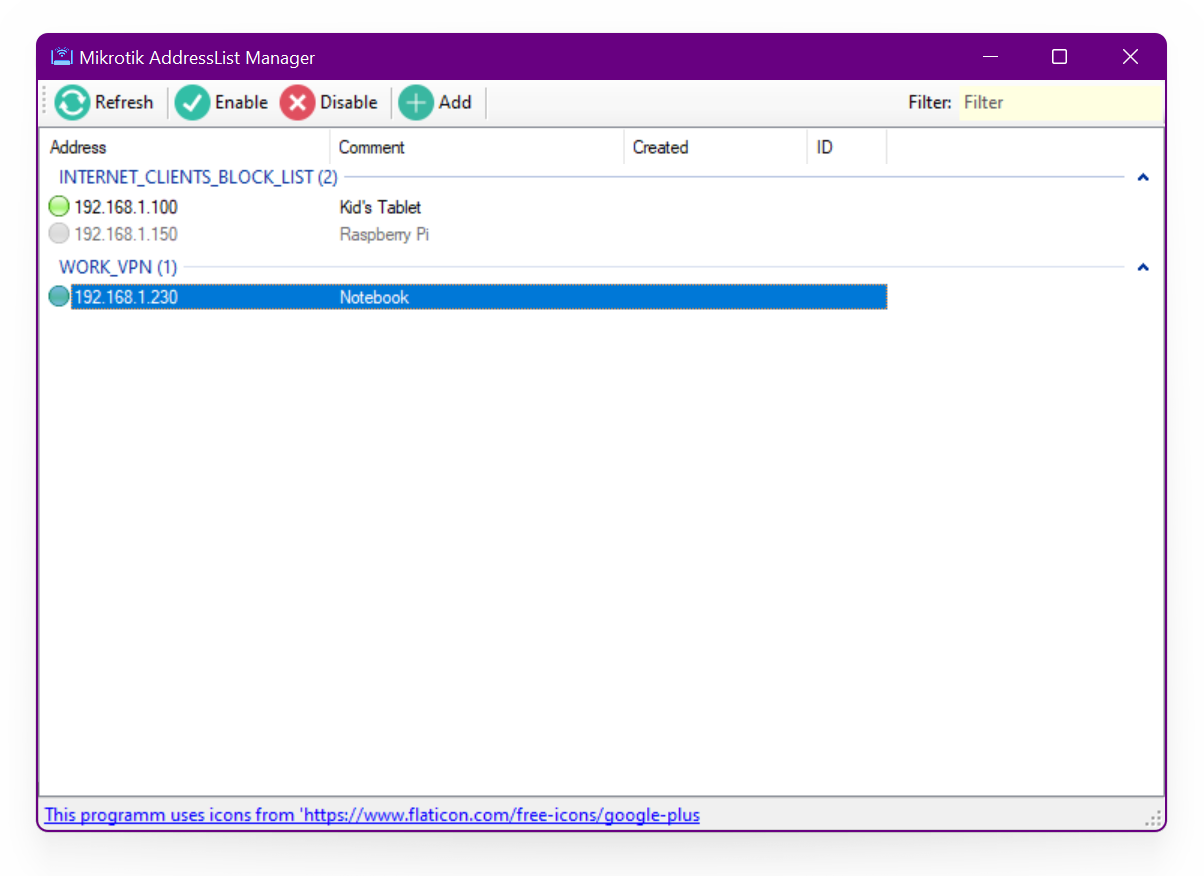 Mikrotik AddressList Manager
Refresh Enable Disable Add Filter: Filter
Address Comment Created ID
INTERNET_CLIENTS_BLOCK_LIST (2)
192.168.1.100 Kid's Tablet
192.168.1.150 Raspberry Pi
WORK_VPN (1)
192.168.1.230 Notebook
This programm uses icons from 'https://www.flaticon.com/free-icons/google-plus